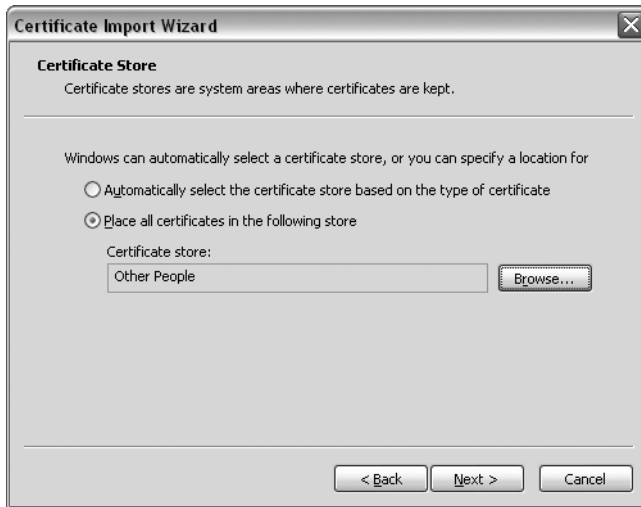 Certificate Import Wizard
Certificate Store
Certificate stores are system areas where certificates are kept.
Windows can automatically select a certificate store, or you can specify a location for
Automatically select the certificate store based on the type of certificate
Place all certificates in the following store
Certificate store:
Other People
Browse...
< Back
Next >
Cancel